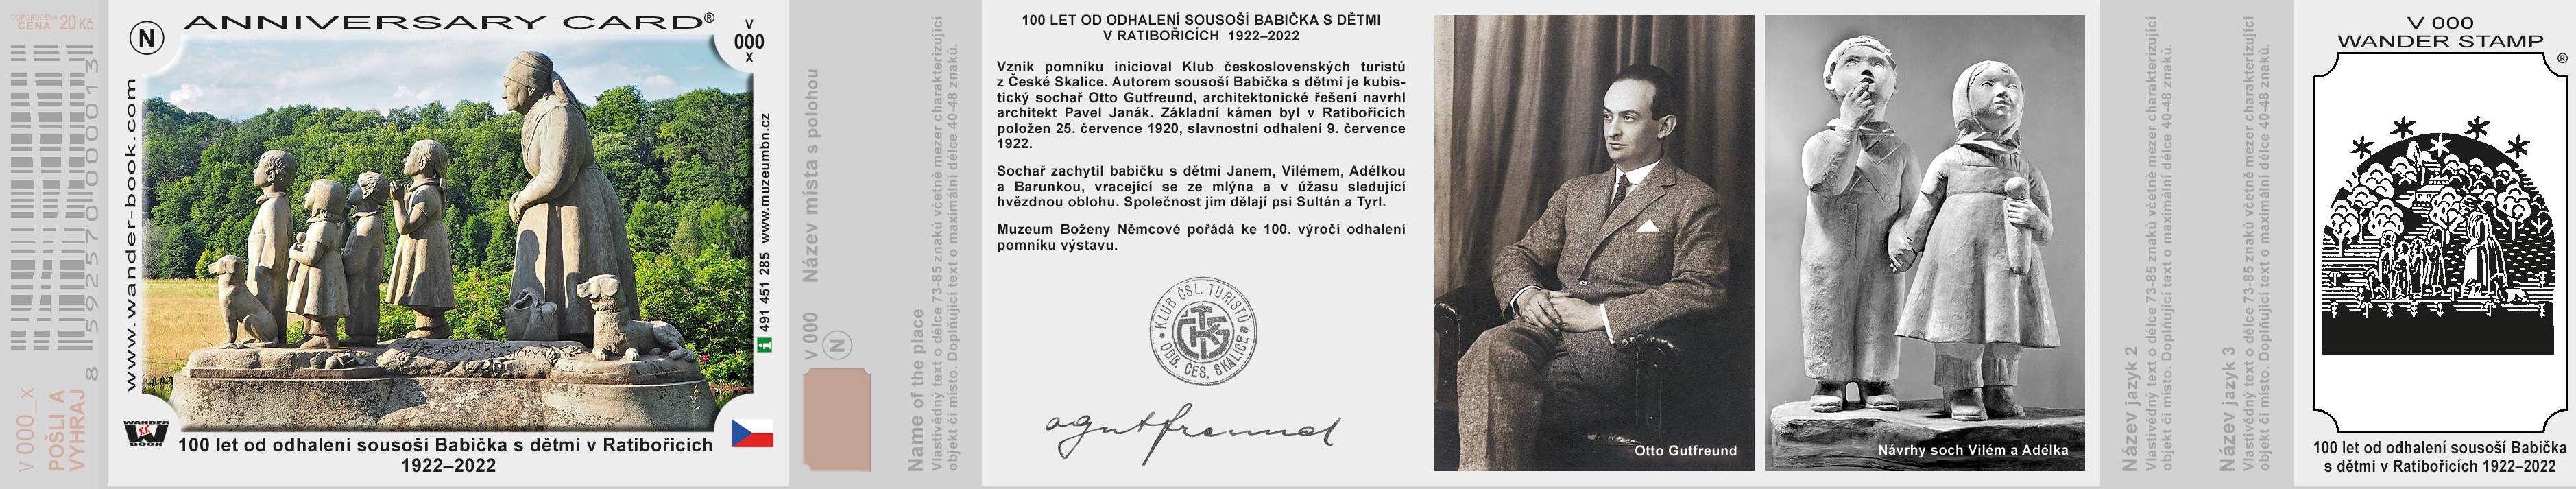 DOPORUČENÁ
CENA 20 Kč
8 592570 000013
V 000_X
POŠLI A
VYHRAJ
ANNIVERSARY CARD®
N
V
000
X
www.wander-book.com
491 451 285 www.muzeumbn.cz
WANDER
BOOK
100 let od odhalení sousoší Babička s dětmi v Ratibořicích
1922–2022
V 000 Název místa s polohou
N
Name of the place
Vlastivědný text o délce 73-85 znaků včetně mezer charakterizující
objekt či místo. Doplňující text o maximální délce 40-48 znaků.
100 LET OD ODHALENÍ SOUSOŠÍ BABIČKA S DĚTMI
V RATIBOŘICÍCH 1922–2022
Vznik pomníku inicioval Klub československých turistů
z České Skalice. Autorem sousoší Babička s dětmi je kubis-
tický sochař Otto Gutfreund, architektonické řešení navrhl
architekt Pavel Janák. Základní kámen byl v Ratibořicích
položen 25. července 1920, slavnostní odhalení 9. července
1922.
Sochař zachytil babičku s dětmi Janem, Vilémem, Adélkou
a Barunkou, vracející se ze mlýna a v úžasu sledující
hvězdnou oblohu. Společnost jim dělají psi Sultán a Tyrl.
Muzeum Boženy Němcové pořádá ke 100. výročí odhalení
pomníku výstavu.
KLUB ČSL. TURISTŮ
ODB. ČES. SKALICE
Otto Gutfreund
Návrhy soch Vilém a Adélka
Název jazyk 2
Vlastivědný text o délce 73-85 znaků včetně mezer charakterizující
objekt či místo. Doplňující text o maximální délce 40-48 znaků.
Název jazyk 3
Vlastivědný text o délce 73-85 znaků včetně mezer charakterizující
objekt či místo. Doplňující text o maximální délce 40-48 znaků.
V 000
WANDER STAMP
®
100 let od odhalení sousoší Babička
s dětmi v Ratibořicích 1922–2022